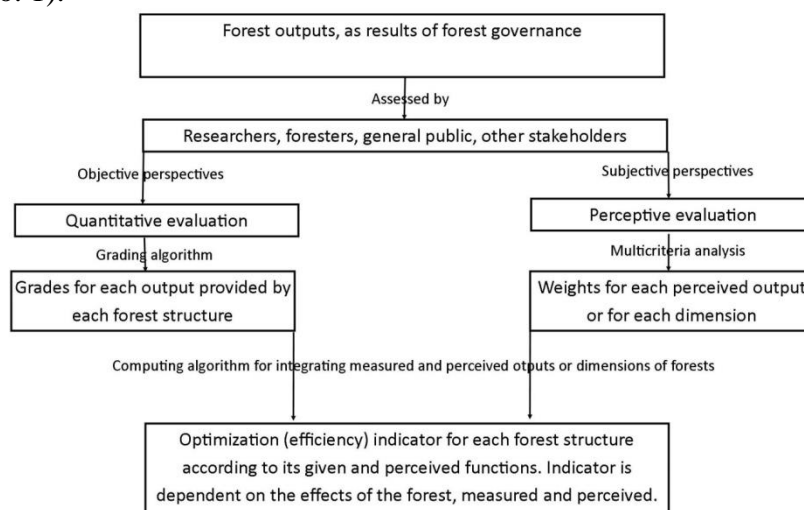 Forest outputs, as results of forest governance
Assessed by
Researchers, foresters, general public, other stakeholders
Objective perspectives
Subjective perspectives
Quantitative evaluation
Perceptive evaluation
Grading algorithm
Multicriteria analysis
Grades for each output provided by
each forest structure
Weights for each perceived output
or for each dimension
Computing algorithm for integrating measured and perceived otputs or dimensions of forests
Optimization (efficiency) indicator for each forest structure
according to its given and perceived functions. Indicator is
dependent on the effects of the forest, measured and perceived.